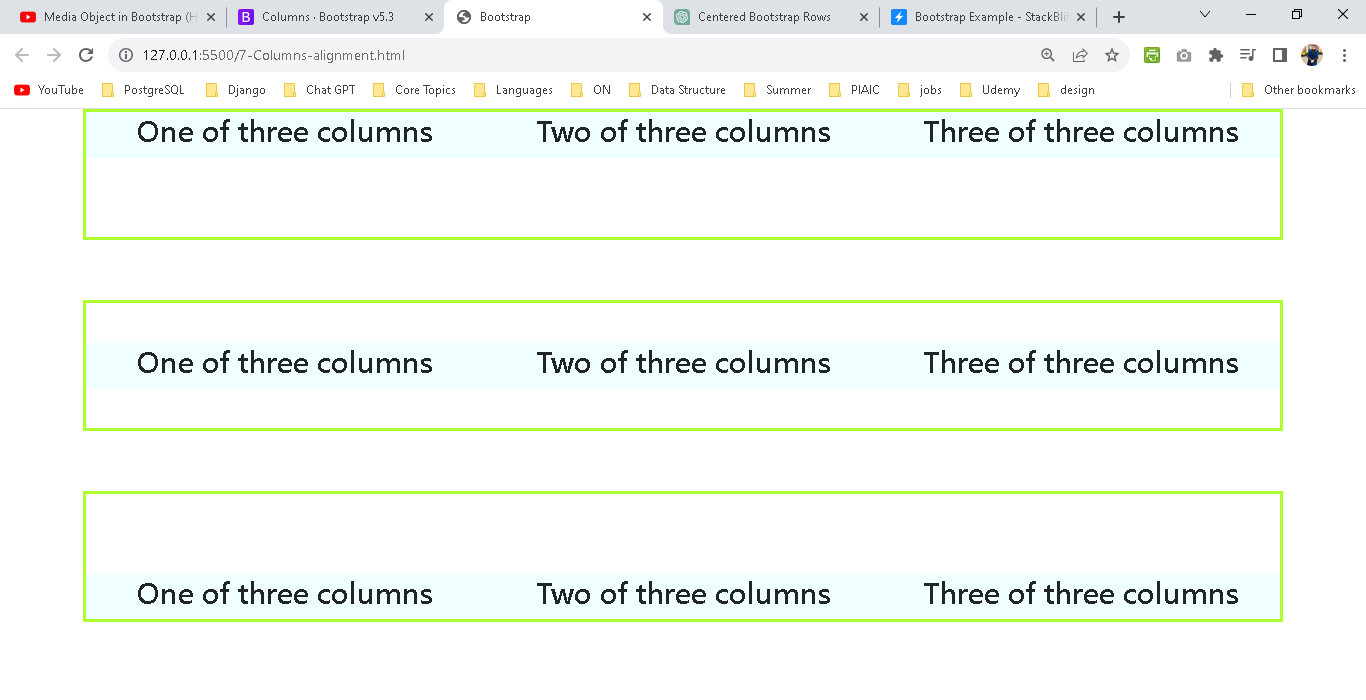 Media Object in Bootstrap (H
Columns · Bootstrap v5.3
Bootstrap
Centered Bootstrap Rows
Bootstrap Example - StackBlit
127.0.0.1:5500/7-Columns-alignment.html
YouTube PostgreSQL Django Chat GPT Core Topics Languages ON Data Structure Summer PIAIC jobs Udemy design Other bookmarks
One of three columns Two of three columns Three of three columns
One of three columns Two of three columns Three of three columns
One of three columns Two of three columns Three of three columns